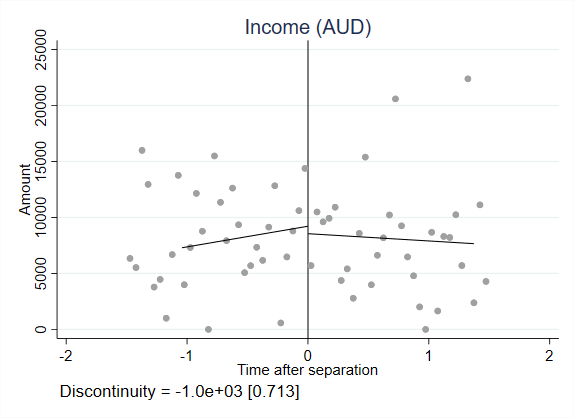 Income (AUD)
Amount
25000
20000
15000
10000
5000
0
-2 -1 0 1 2
Time after separation
Discontinuity = -1.0e+03 [0.713]